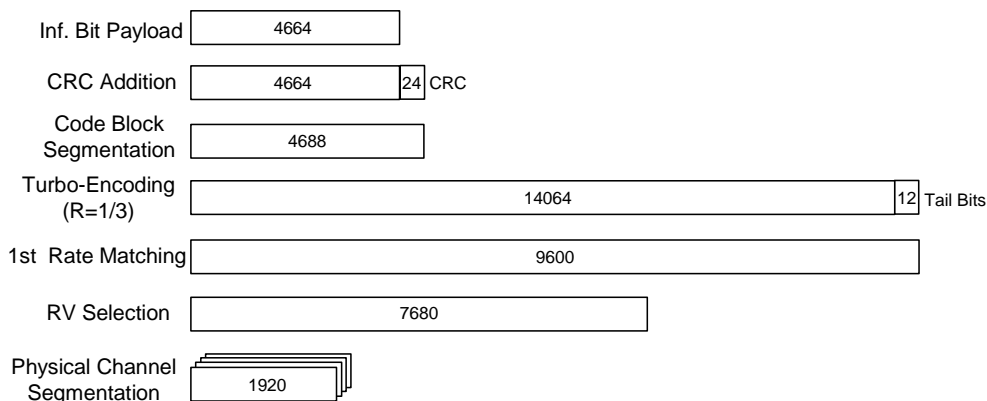 Inf. Bit Payload
4664
CRC Addition
4664
24
CRC
Code Block
Segmentation
4688
Turbo-Encoding
(R=1/3)
14064
12
Tail Bits
1st Rate Matching
9600
RV Selection
7680
Physical Channel
Segmentation
1920